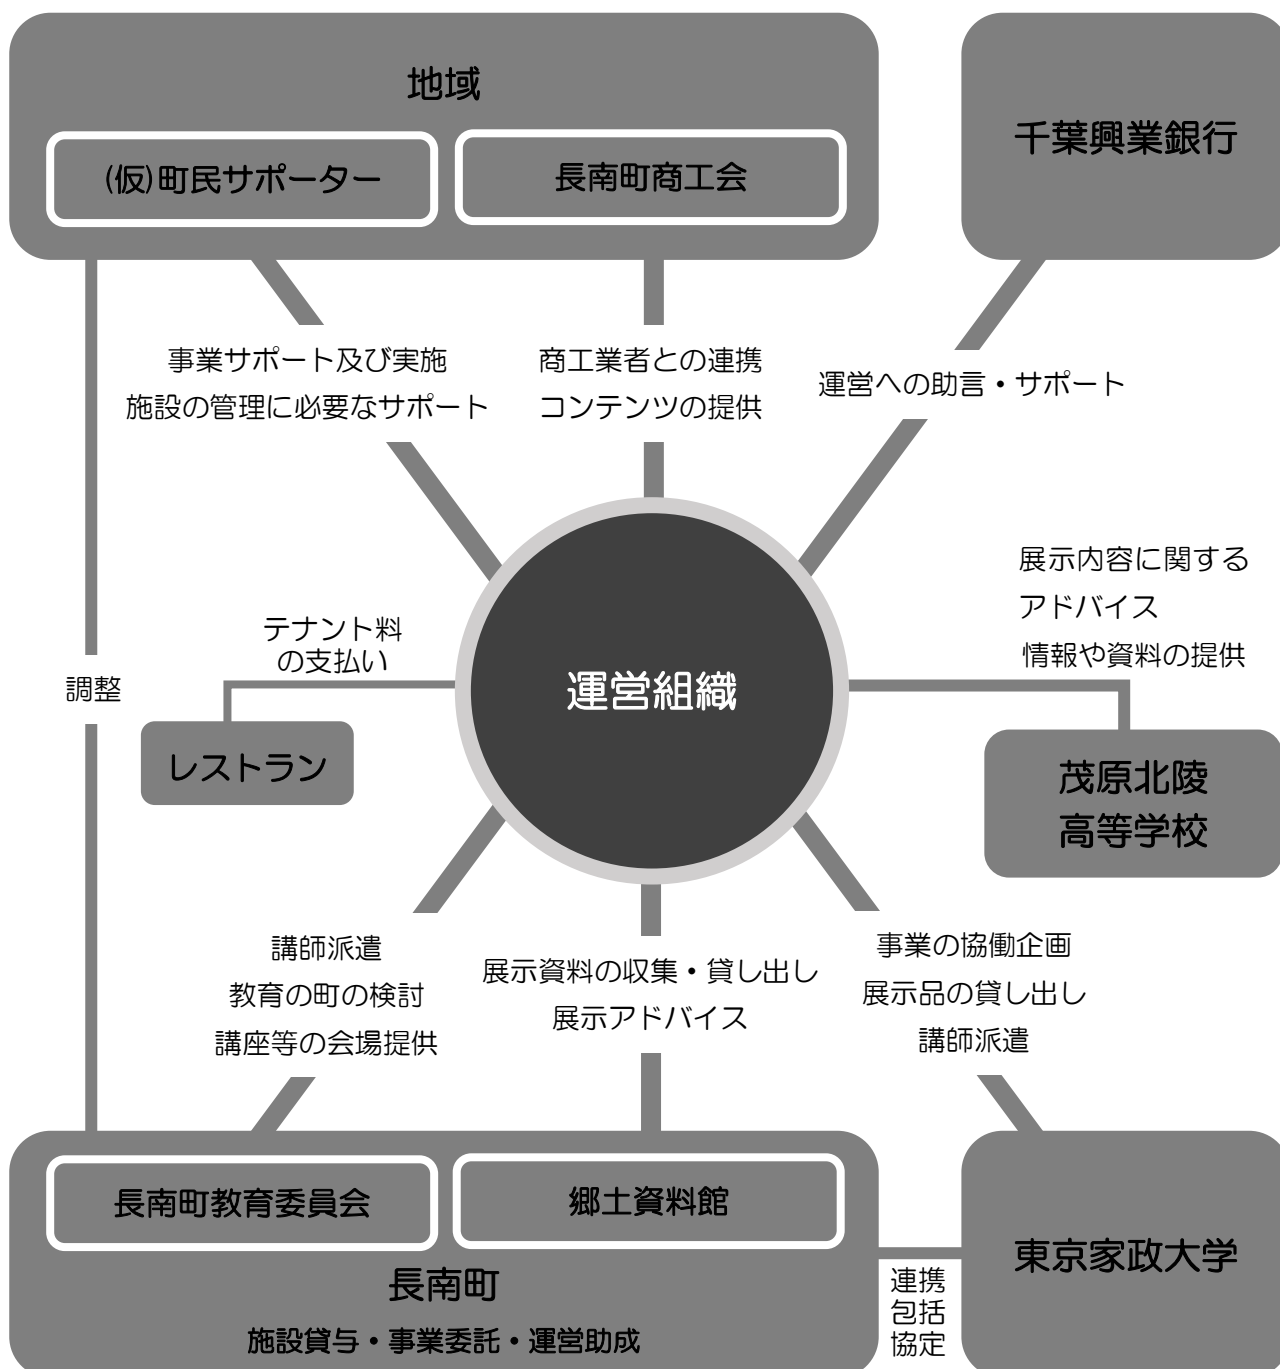 地域
(仮)町民サポーター
長南町商工会
千葉興業銀行
事業サポート及び実施
施設の管理に必要なサポート
商工業者との連携
コンテンツの提供
運営への助言・サポート
展示内容に関する
アドバイス
情報や資料の提供
テナント料
の支払い
調整
運営組織
レストラン
茂原北陵
高等学校
講師派遣
教育の町の検討
講座等の会場提供
展示資料の収集・貸し出し
展示アドバイス
事業の協働企画
展示品の貸し出し
講師派遣
長南町教育委員会
郷土資料館
長南町
施設貸与・事業委託・運営助成
連携
包括
協定
東京家政大学